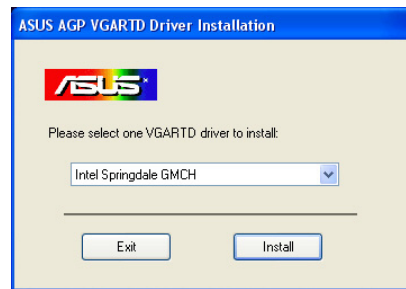 ASUS AGP VGARTD Driver Installation
ASUS
Please select one VGARTD driver to install:
Intel Springdale GMCH
Exit Install